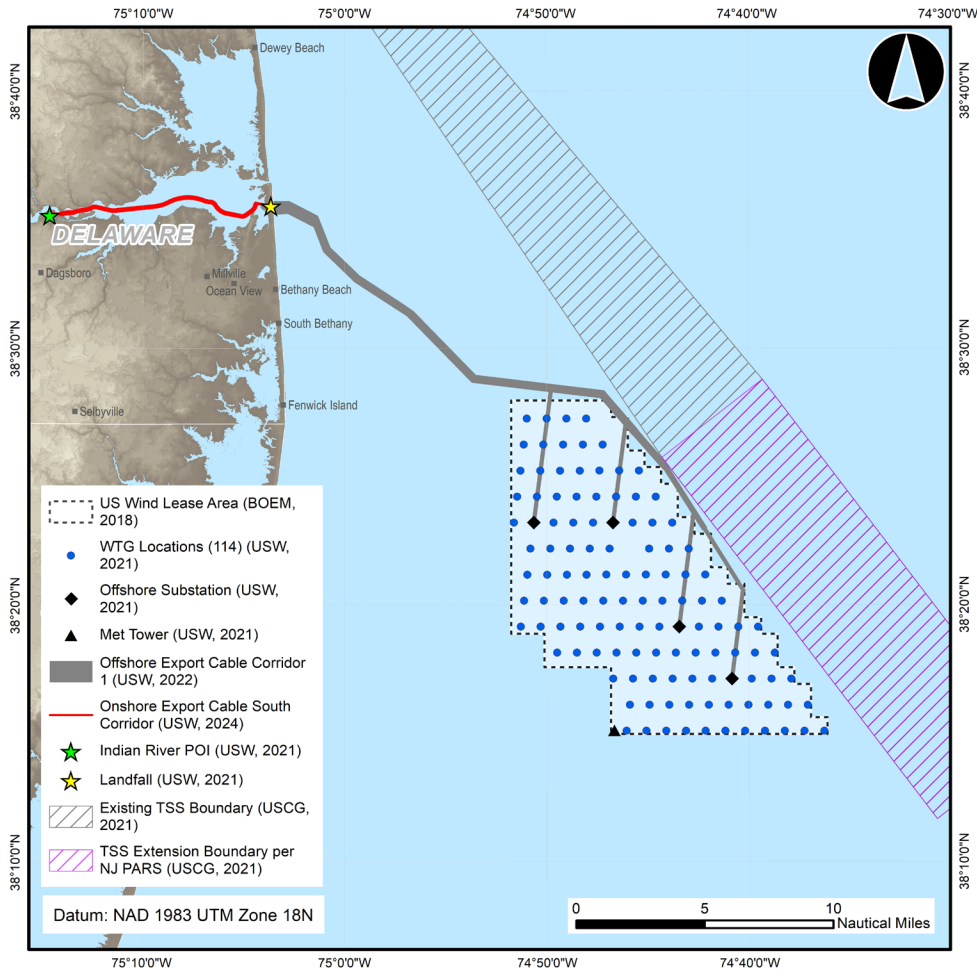 75°10'0"W
75°0'0"W
74°50'0"W
74°40'0"W
74°30'0"W
38°40'0"N
38°40'0"N
Dewey Beach
DELAWARE
Dagsboro
Millville
Ocean View
Bethany Beach
South Bethany
38°30'0"N
38°30'0"N
Selbyville
Fenwick Island
US Wind Lease Area (BOEM,
2018)
WTG Locations (114) (USW,
2021)
Offshore Substation (USW,
2021)
Met Tower (USW, 2021)
Offshore Export Cable Corridor
1 (USW, 2022)
Onshore Export Cable South
Corridor (USW, 2024)
Indian River POI (USW, 2021)
Landfall (USW, 2021)
Existing TSS Boundary (USCG,
2021)
TSS Extension Boundary per
NJ PARS (USCG, 2021)
38°20'0"N
38°20'0"N
38°10'0"N
38°10'0"N
Datum: NAD 1983 UTM Zone 18N
0 5 10
Nautical Miles
75°10'0"W
75°0'0"W
74°50'0"W
74°40'0"W